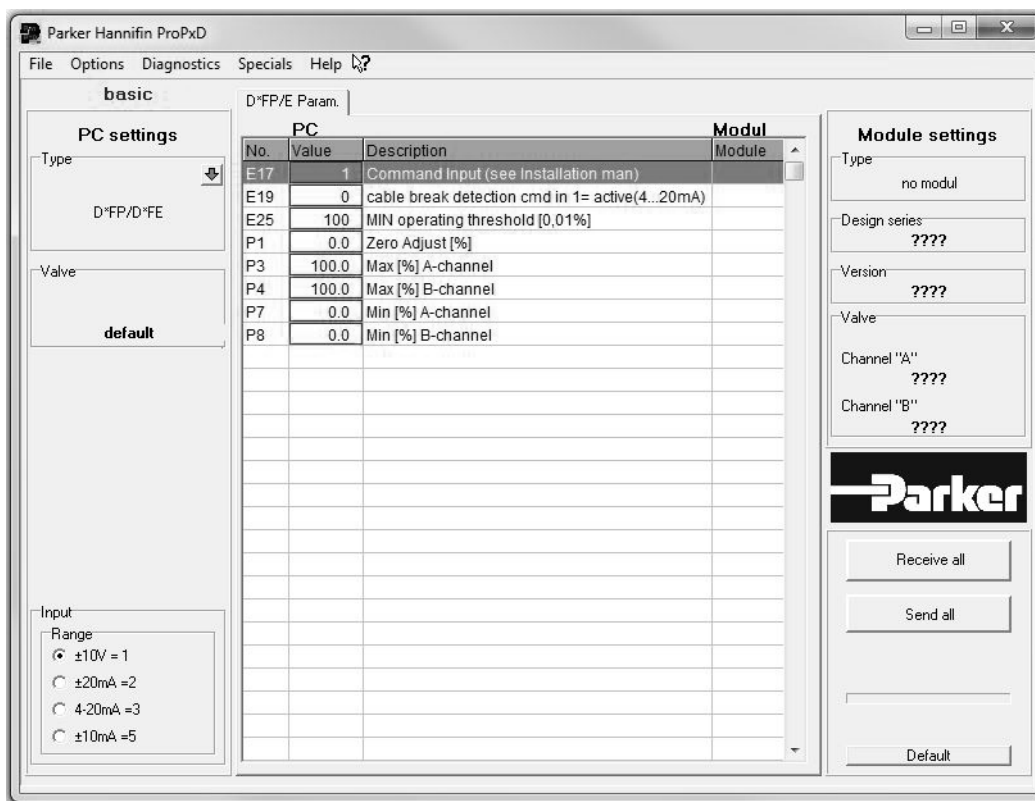 Parker Hannifin ProPxD
File Options Diagnostics Specials Help
basic
PC settings
Type
D*FP/D*FE
Valve
default
Input
Range
±10V = 1
±20mA =2
4-20mA =3
±10mA =5
D*FP/E Param.
PC Modul
No. Value Description Module
E17 1 Command Input (see Installation man)
E19 0 cable break detection cmd in 1= active(4...20mA)
E25 100 MIN operating threshold [0,01%]
P1 0.0 Zero Adjust [%]
P3 100.0 Max [%] A-channel
P4 100.0 Max [%] B-channel
P7 0.0 Min [%] A-channel
P8 0.0 Min [%] B-channel
Module settings
Type
no modul
Design series
????
Version
????
Valve
Channel "A"
????
Channel "B"
????
Parker
Receive all
Send all
Default